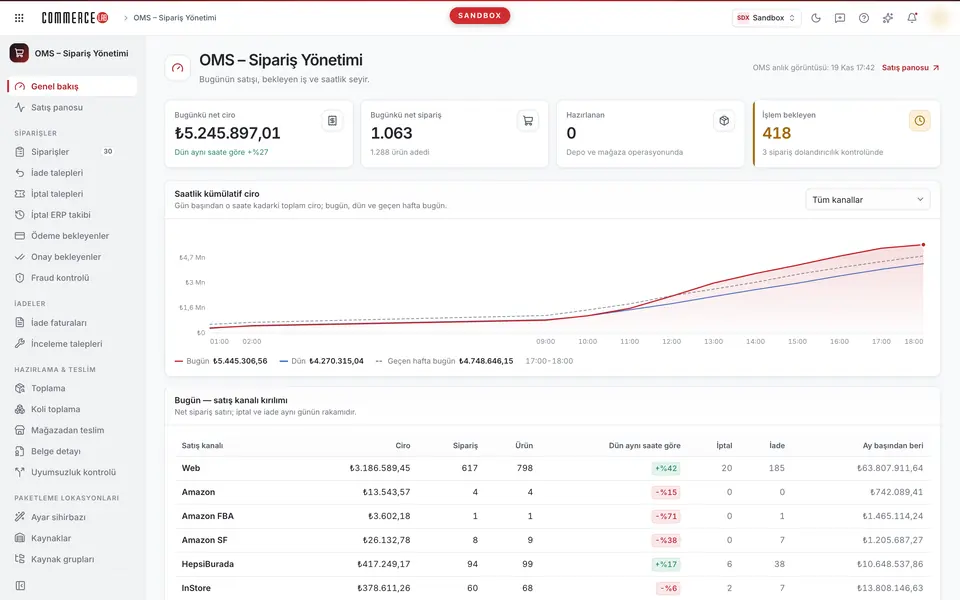 COMMERCE LAB
OMS – Sipariş Yönetimi
SANDBOX
SDX Sandbox
OMS – Sipariş Yönetimi
Genel bakış
Satış panosu
SİPARİŞLER
Siparişler 30
İade talepleri
İptal talepleri
İptal ERP takibi
Ödeme bekleyenler
Onay bekleyenler
Fraud kontrolü
İADELER
İade faturaları
İnceleme talepleri
HAZIRLAMA & TESLİM
Toplama
Koli toplama
Mağazadan teslim
Belge detayı
Uyumsuzluk kontrolü
PAKETLEME LOKASYONLARI
Ayar sihirbazı
Kaynaklar
Kaynak grupları
OMS – Sipariş Yönetimi
Bugünün satışı, bekleyen iş ve saatlik seyir.
OMS anlık görüntüsü: 19 Kas 17:42 Satış panosu
Bugünkü net ciro
₺5.245.897,01
Dün aynı saate göre +%27
Bugünkü net sipariş
1.063
1.288 ürün adedi
Hazırlanan
0
Depo ve mağaza operasyonunda
İşlem bekleyen
418
3 sipariş dolandırıcılık kontrolünde
Saatlik kümülatif ciro
Gün başından o saate kadarki toplam ciro; bugün, dün ve geçen hafta bugün.
Tüm kanallar
₺4,7 Mn
₺3 Mn
₺1,6 Mn
₺0
01:00 02:00 09:00 10:00 11:00 12:00 13:00 14:00 15:00 16:00 17:00 18:00
Bugün ₺5.445.306,56 Dün ₺4.270.315,04 Geçen hafta bugün ₺4.748.646,15 17:00–18:00
Bugün — satış kanalı kırılımı
Net sipariş satırı; iptal ve iade aynı günün rakamıdır.
Satış kanalı Ciro Sipariş Ürün Dün aynı saate göre İptal İade Ay başından beri
Web ₺3.186.589,45 617 798 +%42 20 185 ₺63.807.911,64
Amazon ₺13.543,57 4 4 -%15 0 0 ₺742.089,41
Amazon FBA ₺3.602,18 1 1 -%71 0 1 ₺1.465.114,24
Amazon SF ₺26.132,78 8 9 -%38 0 7 ₺1.205.687,27
HepsiBurada ₺417.249,17 94 99 +%17 6 38 ₺10.648.537,86
InStore ₺378.611,26 60 68 -%6 2 7 ₺13.808.146,63